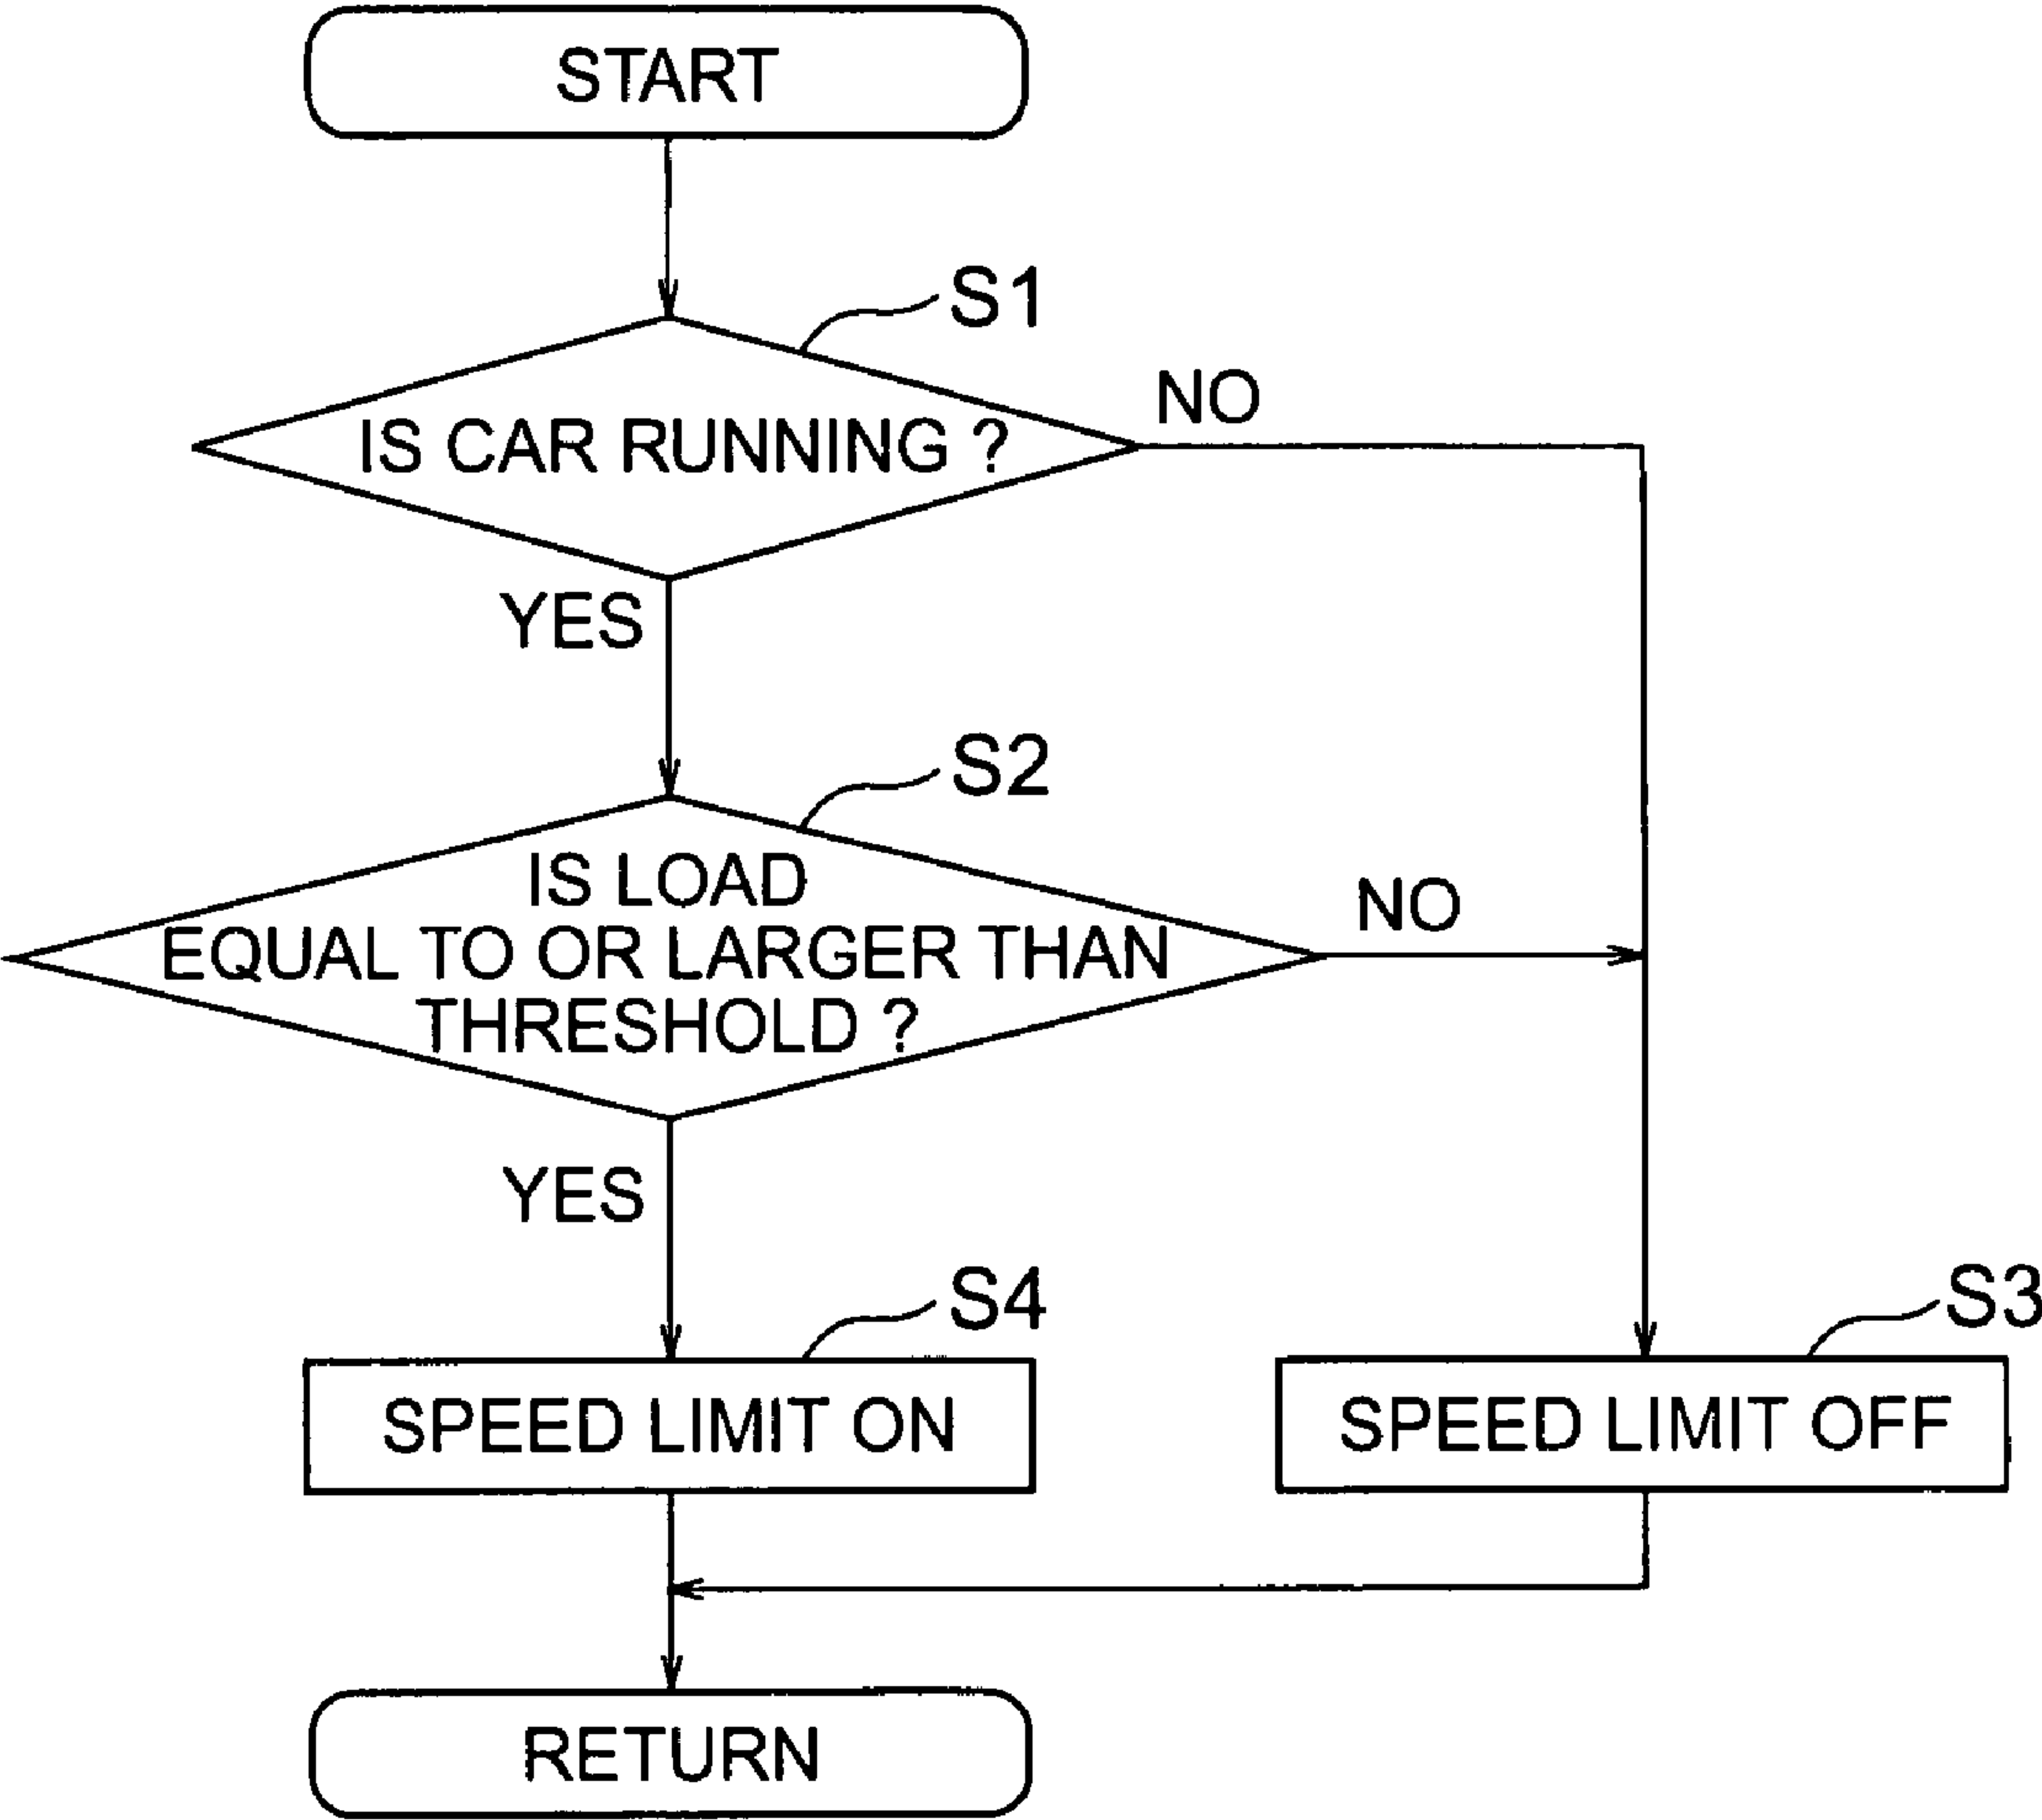 START
S1
IS CAR RUNNING ?
NO
YES
S2
IS LOAD
EQUAL TO OR LARGER THAN
THRESHOLD ?
NO
YES
S4
S3
SPEED LIMIT ON
SPEED LIMIT OFF
RETURN